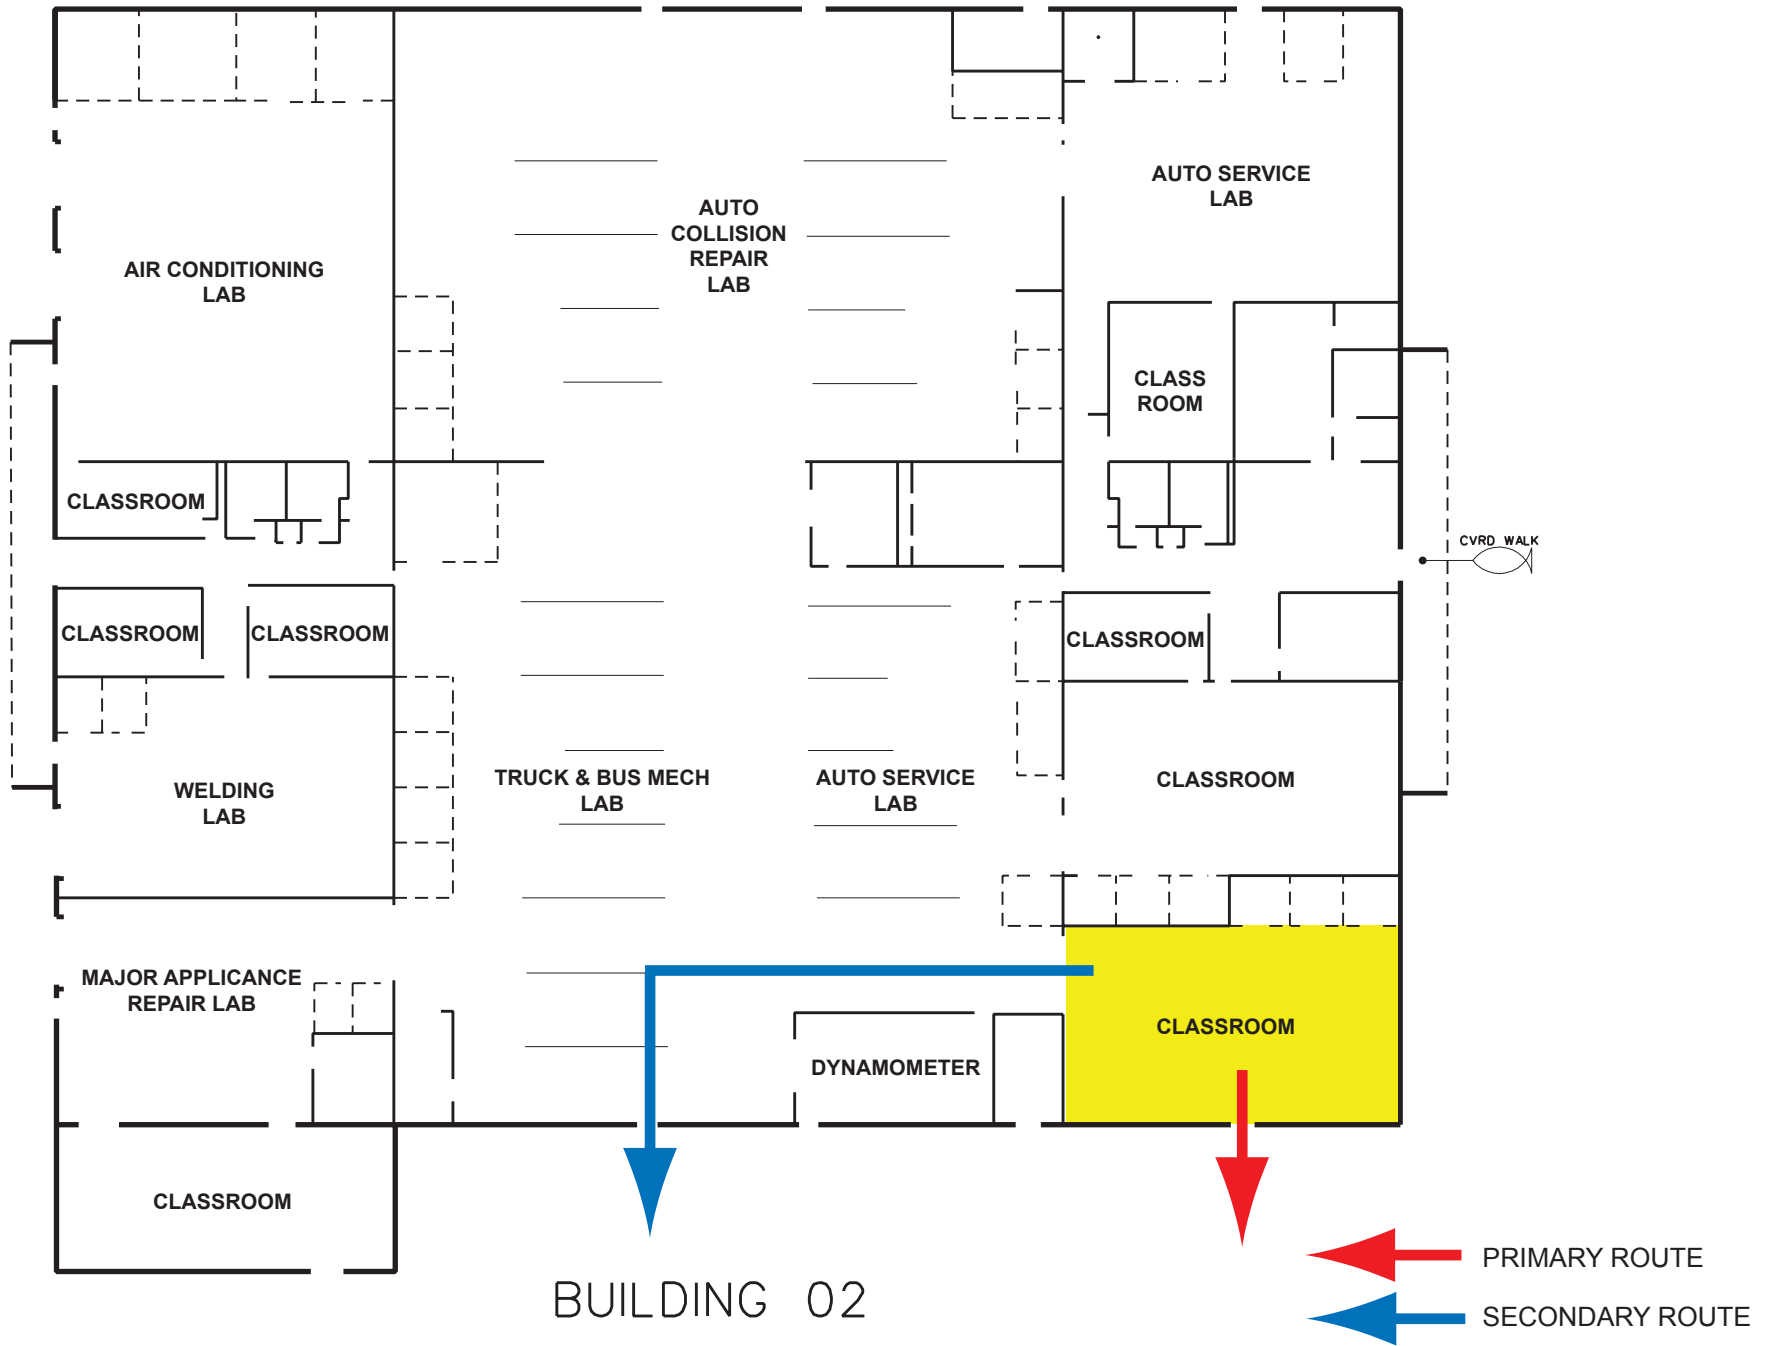 AUTO SERVICE
LAB
AUTO
COLLISION
REPAIR
LAB
AIR CONDITIONING
LAB
CLASS
ROOM
CLASSROOM
CVRD WALK
CLASSROOM
CLASSROOM
CLASSROOM
TRUCK & BUS MECH
LAB
AUTO SERVICE
LAB
CLASSROOM
WELDING
LAB
MAJOR APPLICANCE
REPAIR LAB
CLASSROOM
DYNAMOMETER
CLASSROOM
BUILDING 02
PRIMARY ROUTE
SECONDARY ROUTE